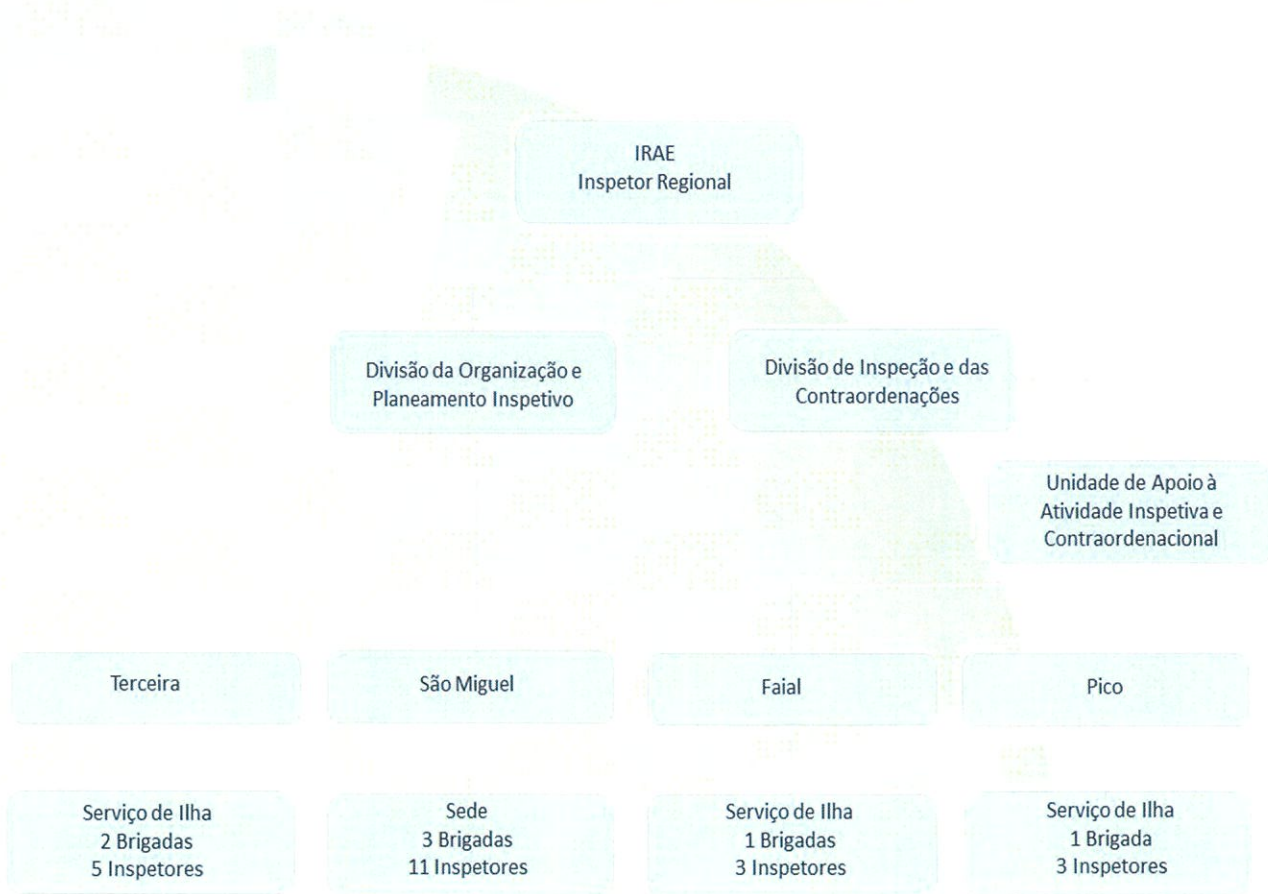 IRAE
Inspetor Regional
Divisão da Organização e
Planeamento Inspetivo
Divisão de Inspeção e das
Contraordenações
Unidade de Apoio à
Atividade Inspetiva e
Contraordenacional
Terceira
São Miguel
Faial
Pico
Serviço de Ilha
2 Brigadas
5 Inspetores
Sede
3 Brigadas
11 Inspetores
Serviço de Ilha
1 Brigadas
3 Inspetores
Serviço de Ilha
1 Brigada
3 Inspetores